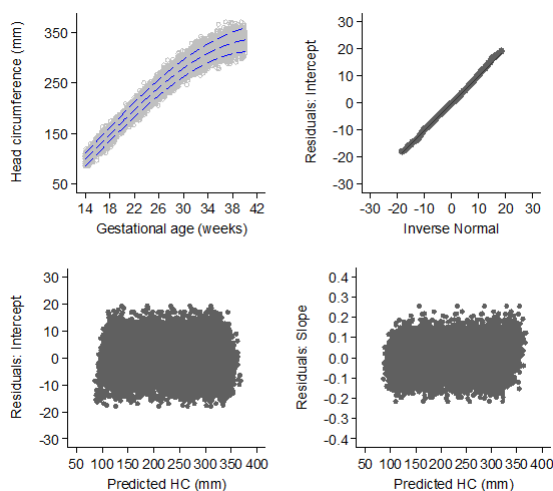 Head circumference (mm)
350
250
150
50
14 18 22 26 30 34 38 42
Gestational age (weeks)
Residuals: Intercept
30
20
10
0
-10
-20
-30
-30 -20 -10 0 10 20 30
Inverse Normal
Residuals: Intercept
30
20
10
0
-10
-20
-30
50 100 150 200 250 300 350 400
Predicted HC (mm)
Residuals: Slope
0.4
0.3
0.2
0.1
0.0
-0.1
-0.2
-0.3
-0.4
50 100 150 200 250 300 350 400
Predicted HC (mm)